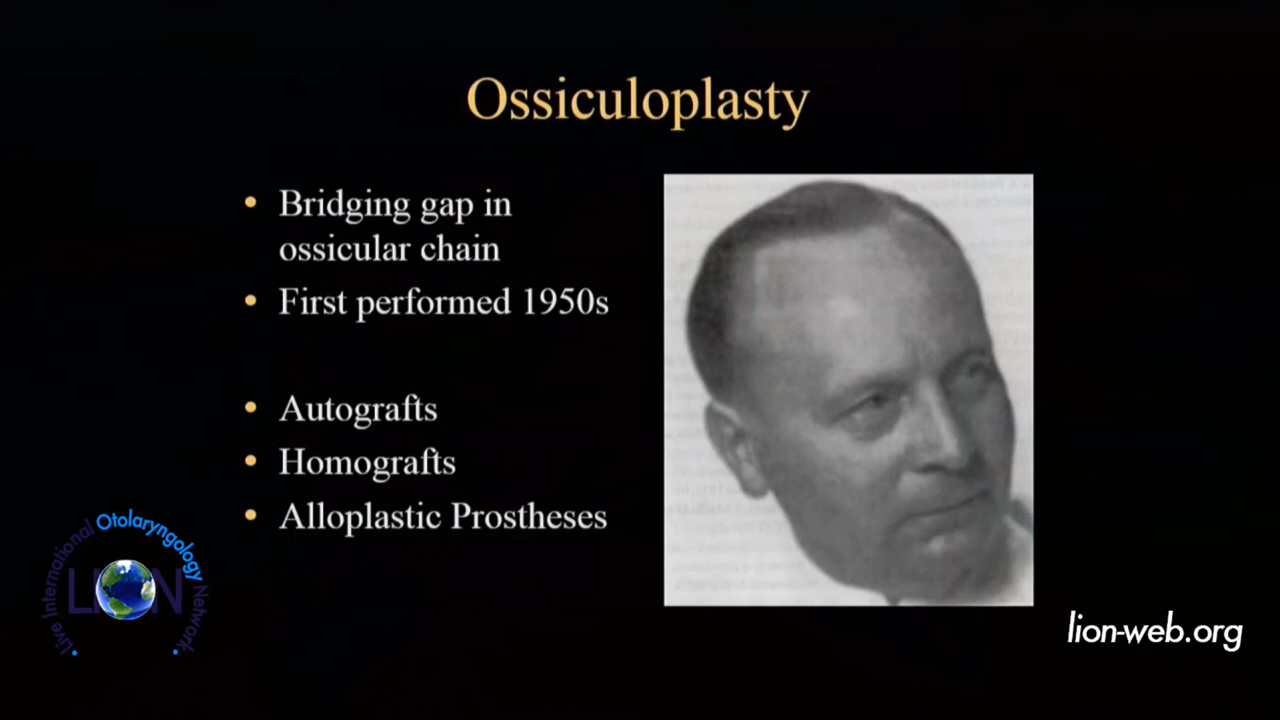 Ossiculoplasty
• Bridging gap in
ossicular chain
• First performed 1950s
• Autografts
• Homografts
• Alloplastic Prostheses
Live International Otolaryngology Network
LION
lion-web.org